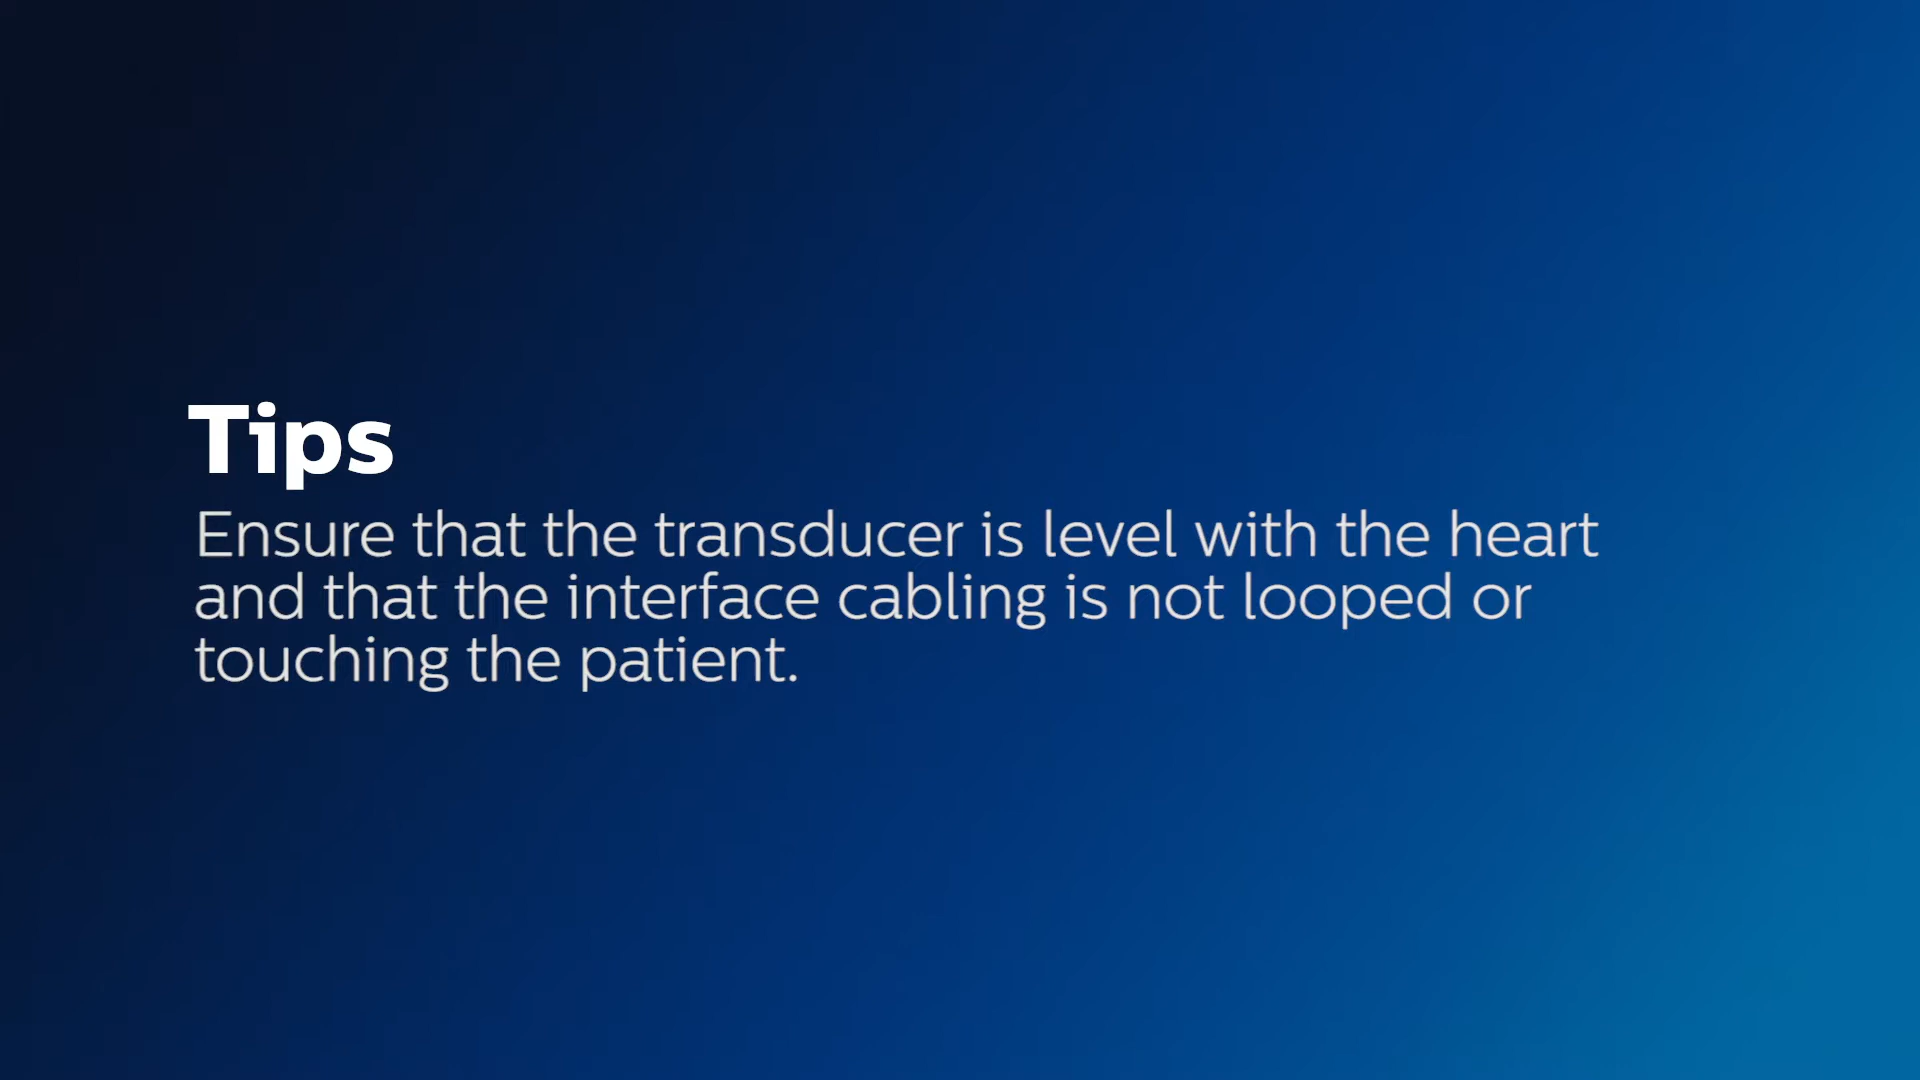 Tips
Ensure that the transducer is level with the heart
and that the interface cabling is not looped or
touching the patient.